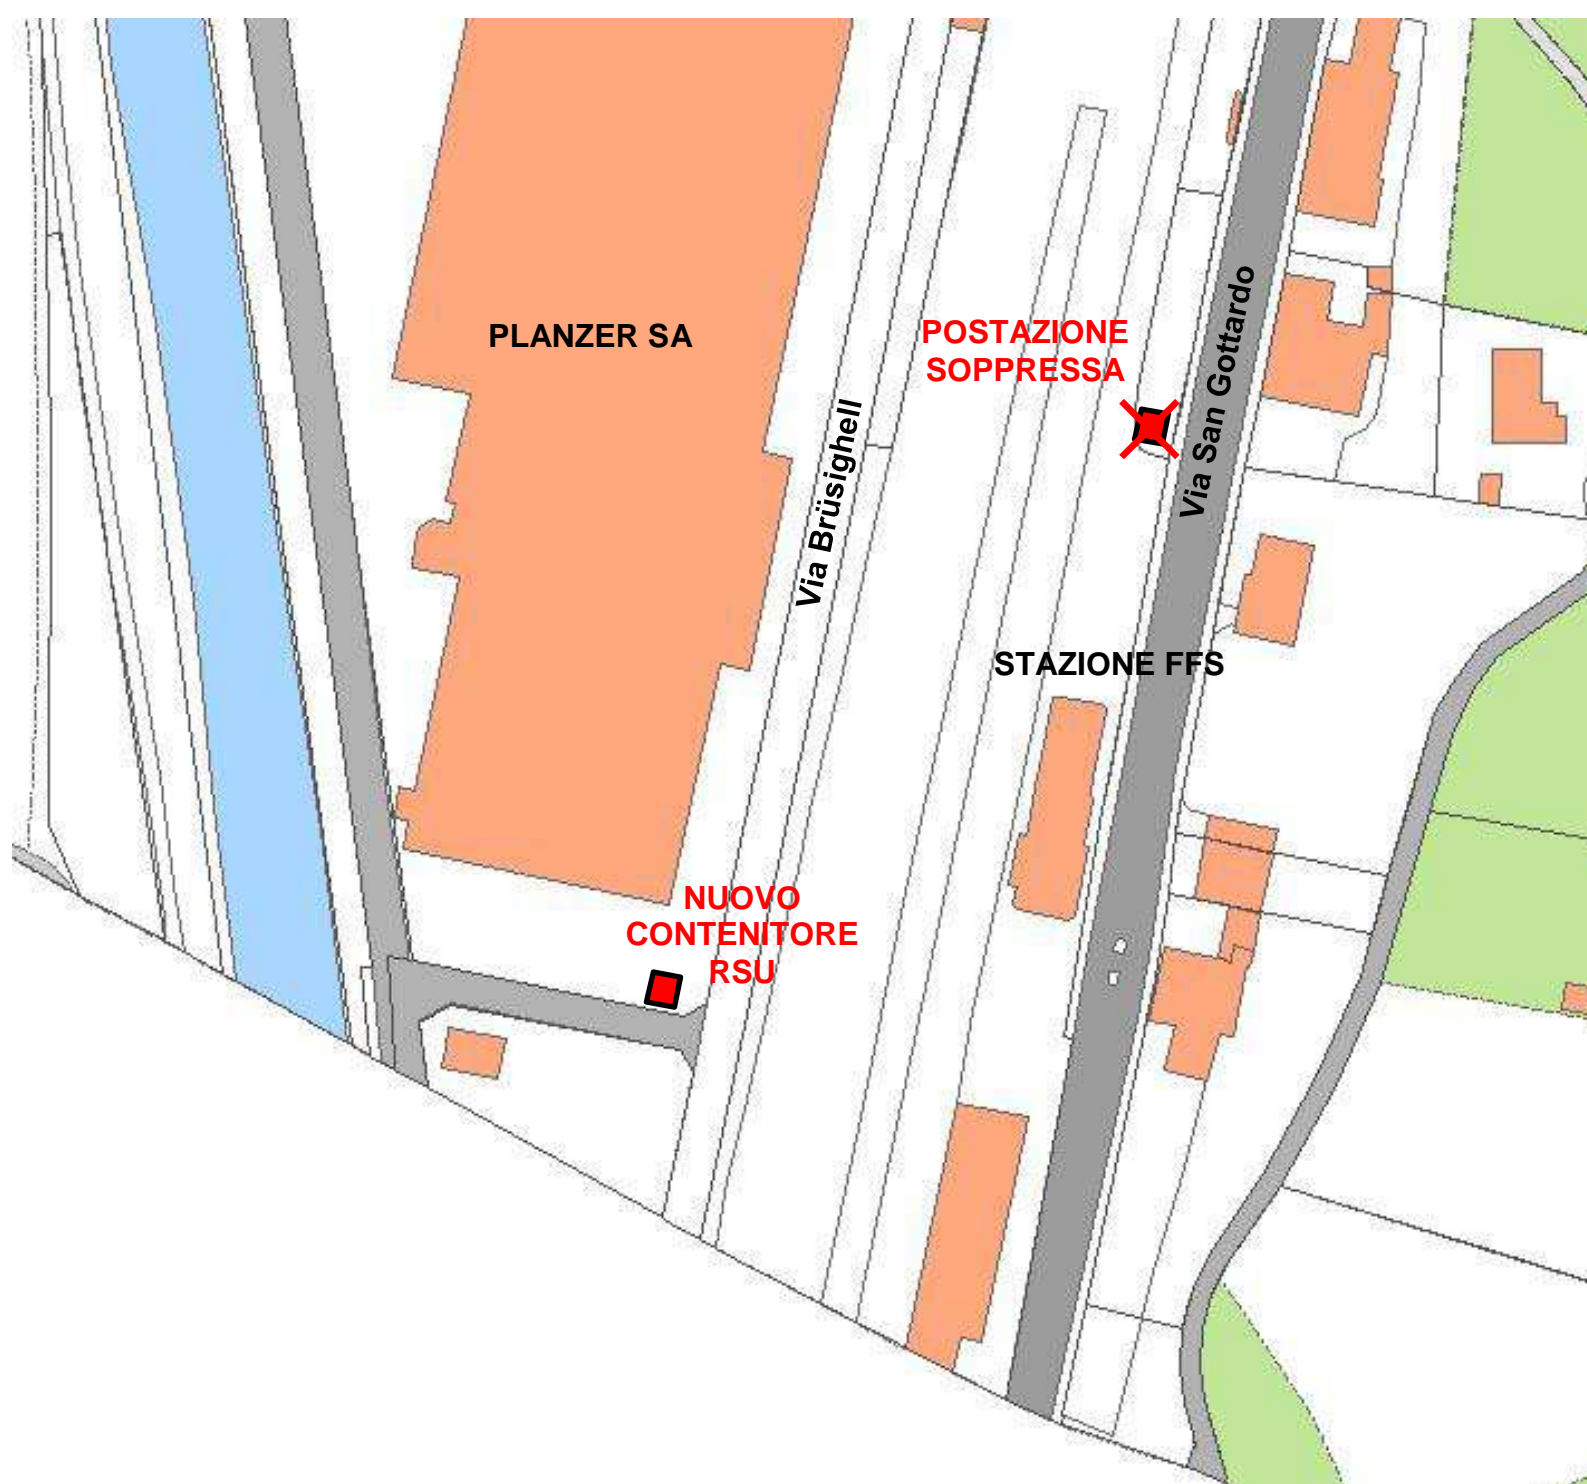 PLANZER SA
POSTAZIONE
SOPPRESSA
Via San Gottardo
Via Brüsighell
STAZIONE FFS
NUOVO
CONTENITORE
RSU